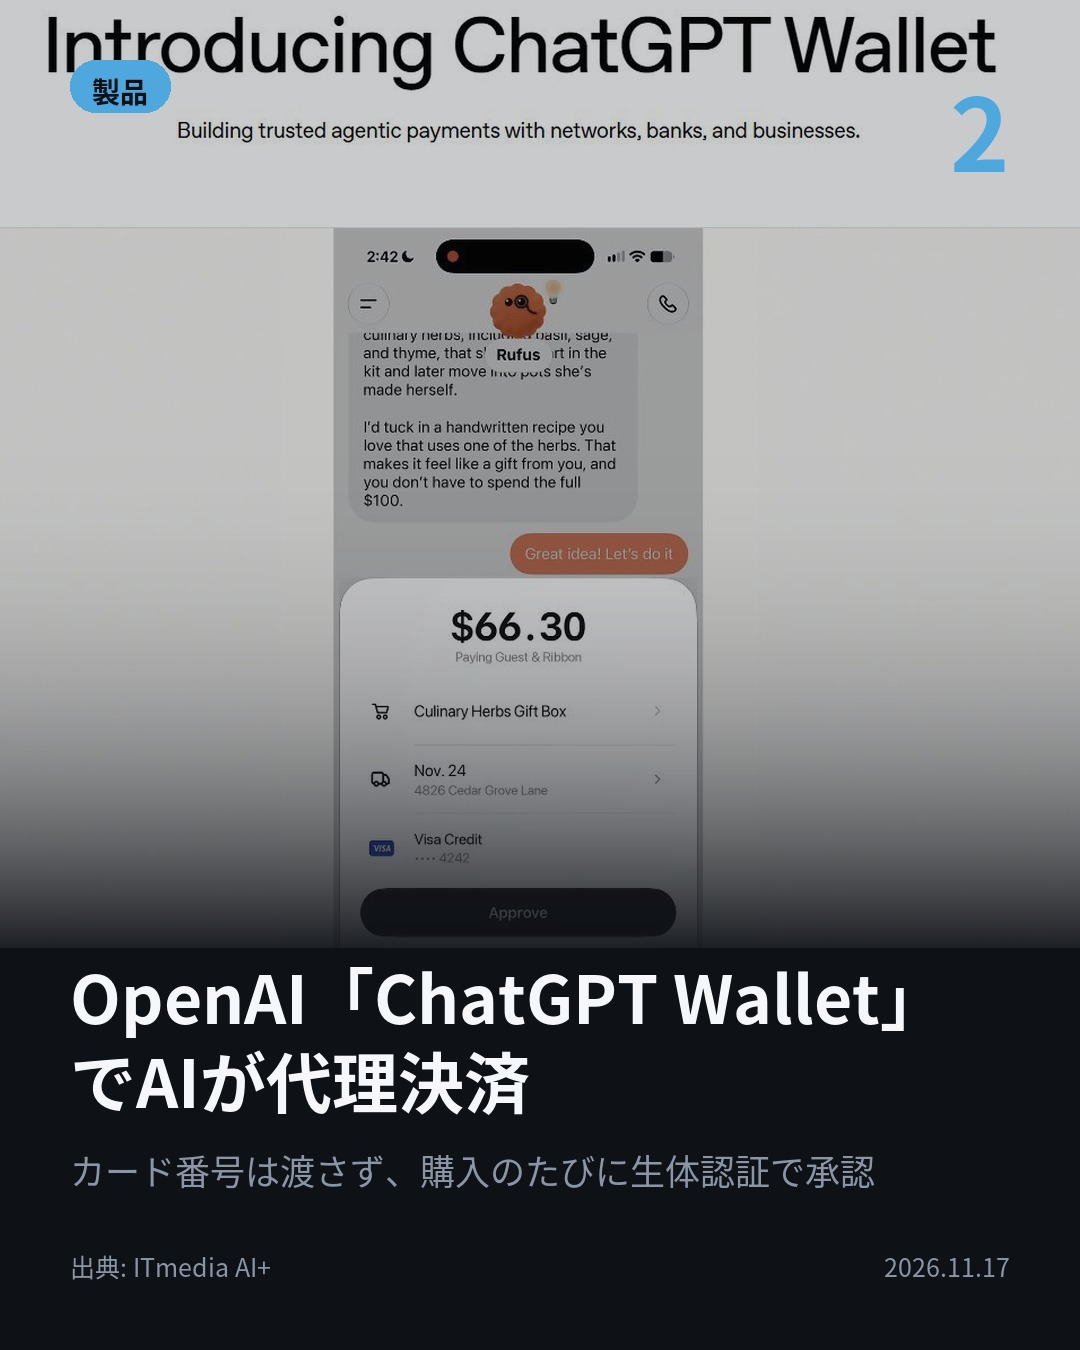 Introducing ChatGPT Wallet
製品
Building trusted agentic payments with networks, banks, and businesses.
2
2:42
Rufus
culinary herbs, basil, sage,
and thyme, that in the
kit and later move into pots she's
made herself.
I'd tuck in a handwritten recipe you
love that uses one of the herbs. That
makes it feel like a gift from you, and
you don't have to spend the full
$100.
Great idea! Let's do it
$66.30
Paying Guest & Ribbon
Culinary Herbs Gift Box
Nov. 24
4826 Cedar Grove Lane
VISA
Visa Credit
•••• 4242
Approve
OpenAI「ChatGPT Wallet」
でAIが代理決済
カード番号は渡さず、購入のたびに生体認証で承認
出典: ITmedia AI+
2026.11.17